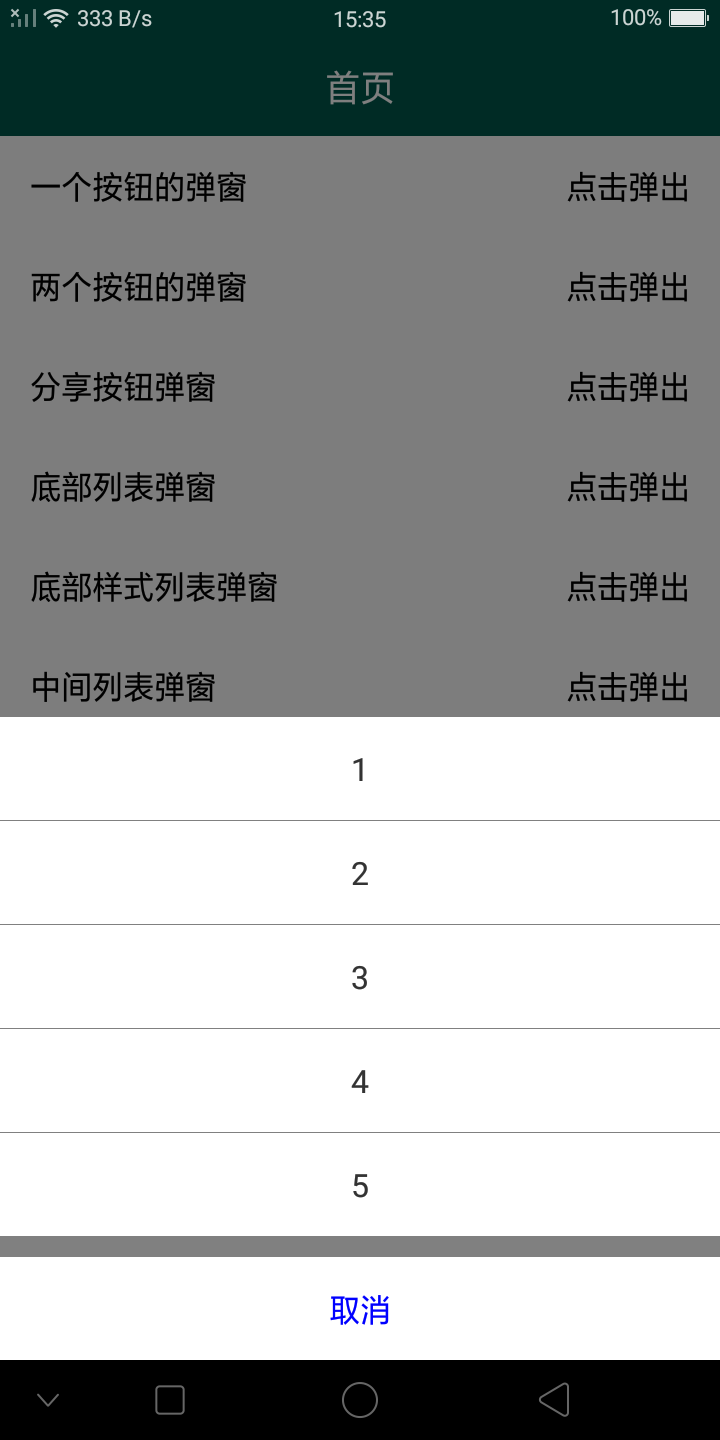 333 B/s 15:35 100%
首页
一个按钮的弹窗 点击弹出
两个按钮的弹窗 点击弹出
分享按钮弹窗 点击弹出
底部列表弹窗 点击弹出
底部样式列表弹窗 点击弹出
中间列表弹窗 点击弹出
1
2
3
4
5
取消